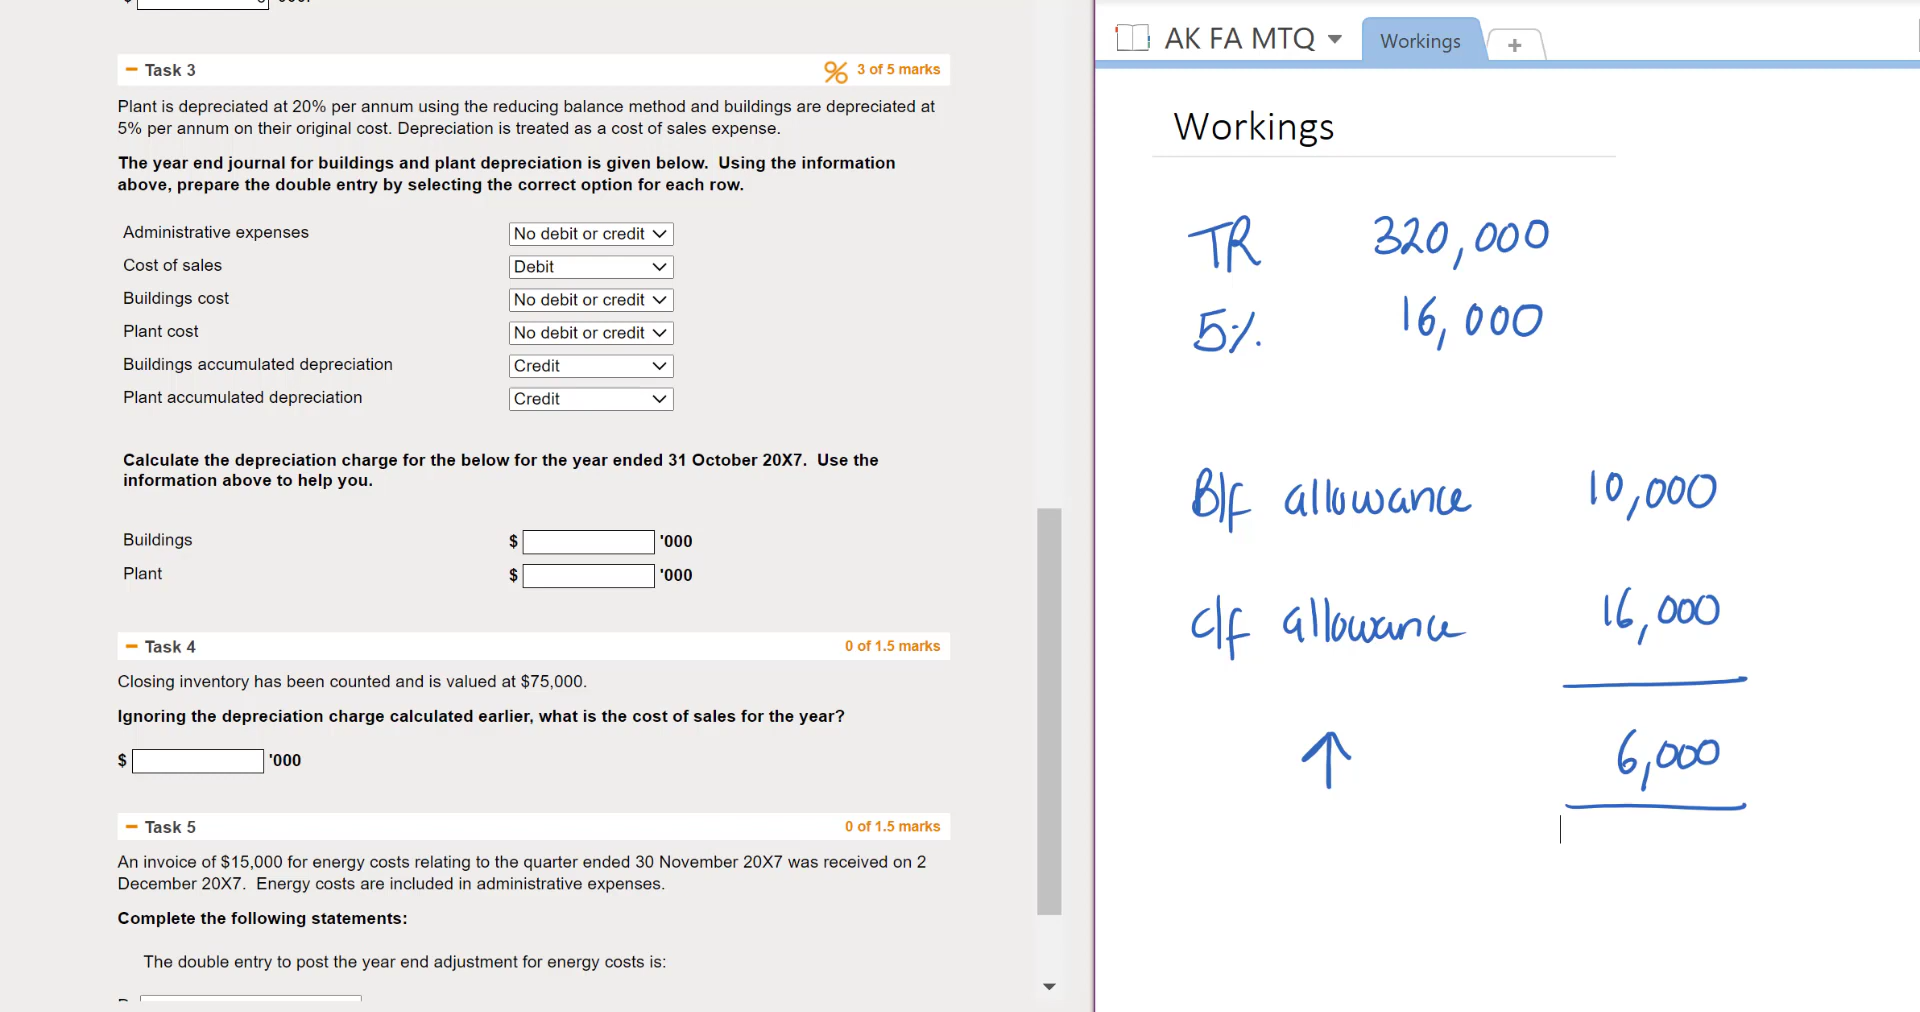 Task 3
3 of 5 marks
Plant is depreciated at 20% per annum using the reducing balance method and buildings are depreciated at
5% per annum on their original cost. Depreciation is treated as a cost of sales expense.
The year end journal for buildings and plant depreciation is given below. Using the information
above, prepare the double entry by selecting the correct option for each row.
Administrative expenses No debit or credit
Cost of sales Debit
Buildings cost No debit or credit
Plant cost No debit or credit
Buildings accumulated depreciation Credit
Plant accumulated depreciation Credit
Calculate the depreciation charge for the below for the year ended 31 October 20X7. Use the
information above to help you.
Buildings $ '000
Plant $ '000
Task 4
0 of 1.5 marks
Closing inventory has been counted and is valued at $75,000.
Ignoring the depreciation charge calculated earlier, what is the cost of sales for the year?
$ '000
Task 5
0 of 1.5 marks
An invoice of $15,000 for energy costs relating to the quarter ended 30 November 20X7 was received on 2
December 20X7. Energy costs are included in administrative expenses.
Complete the following statements:
The double entry to post the year end adjustment for energy costs is:
AK FA MTQ
Workings
+
Workings
TR 320,000
5% 16,000
B/f allowance 10,000
C/f allowance 16,000
↑ 6,000